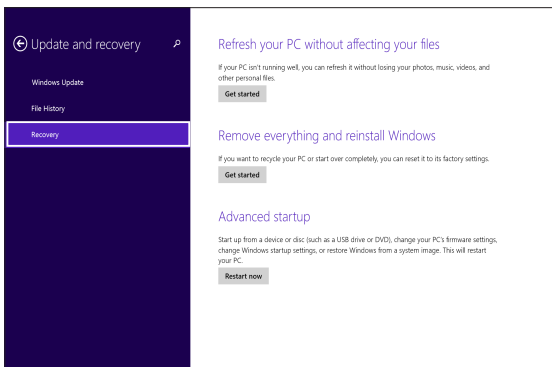 Update and recovery
Windows Update
File History
Recovery
Refresh your PC without affecting your files
If your PC isn't running well, you can refresh it without losing your photos, music, videos, and
other personal files.
Get started
Remove everything and reinstall Windows
If you want to recycle your PC or start over completely, you can reset it to its factory settings.
Get started
Advanced startup
Start up from a device or disc (such as a USB drive or DVD), change your PC's firmware settings,
change Windows startup settings, or restore Windows from a system image. This will restart
your PC.
Restart now